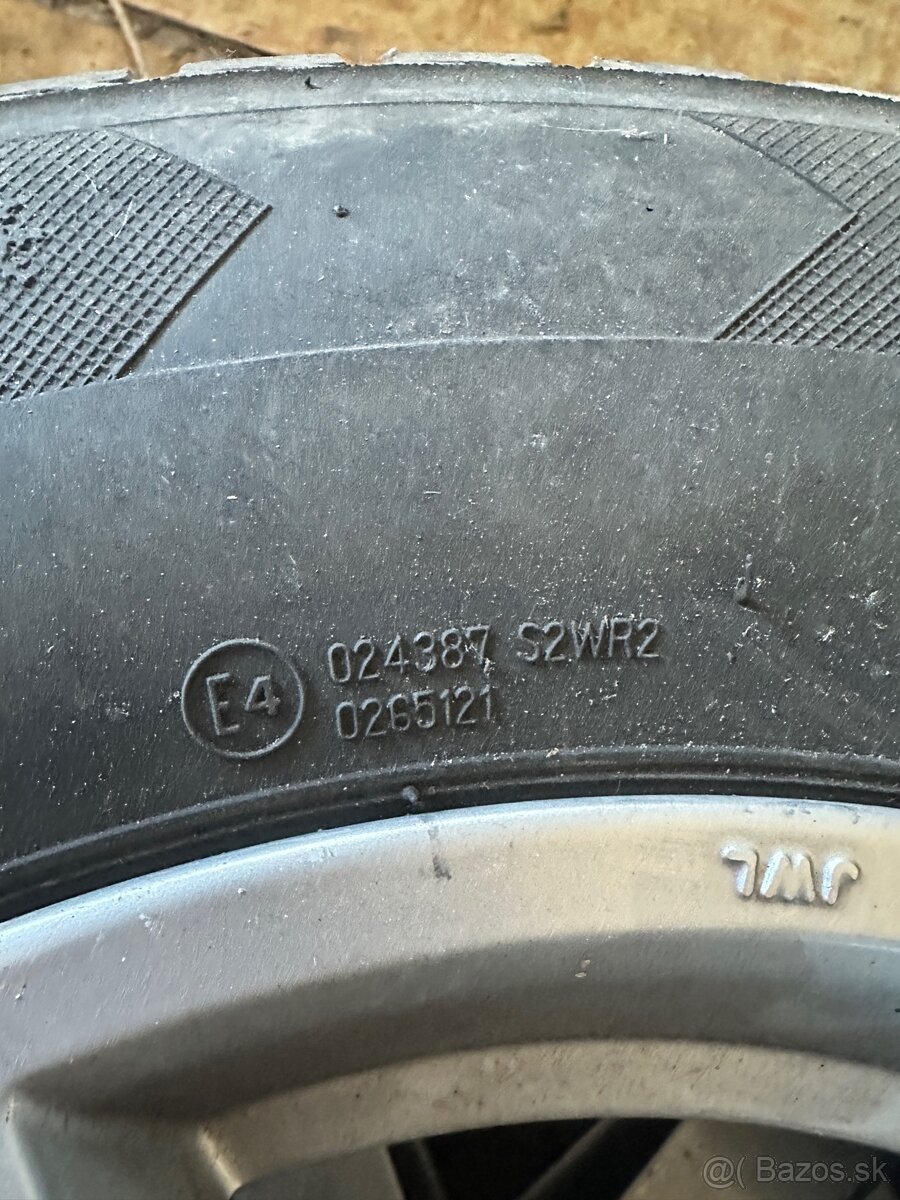 E4
024387 S2WR2
0265121
JWL
@( Bazos.sk